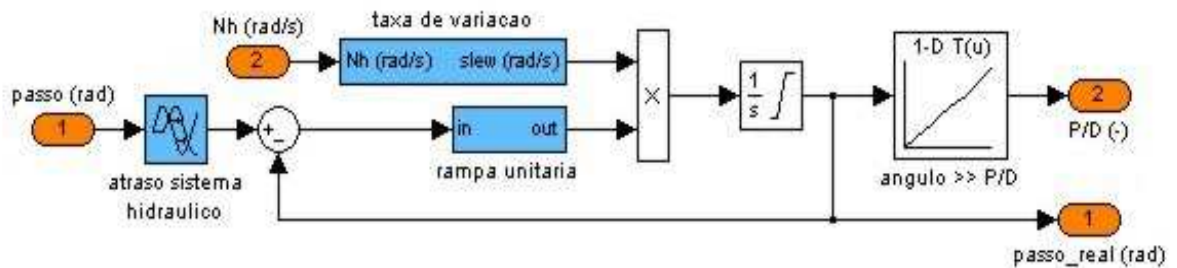 taxa de variacao
Nh (rad/s)
2
Nh (rad/s) slew (rad/s)
1-D T(u)
passo (rad)
1
+
−
in out
rampa unitaria
×
1
s
2
P/D (-)
angulo >> P/D
atraso sistema
hidraulico
1
passo_real (rad)